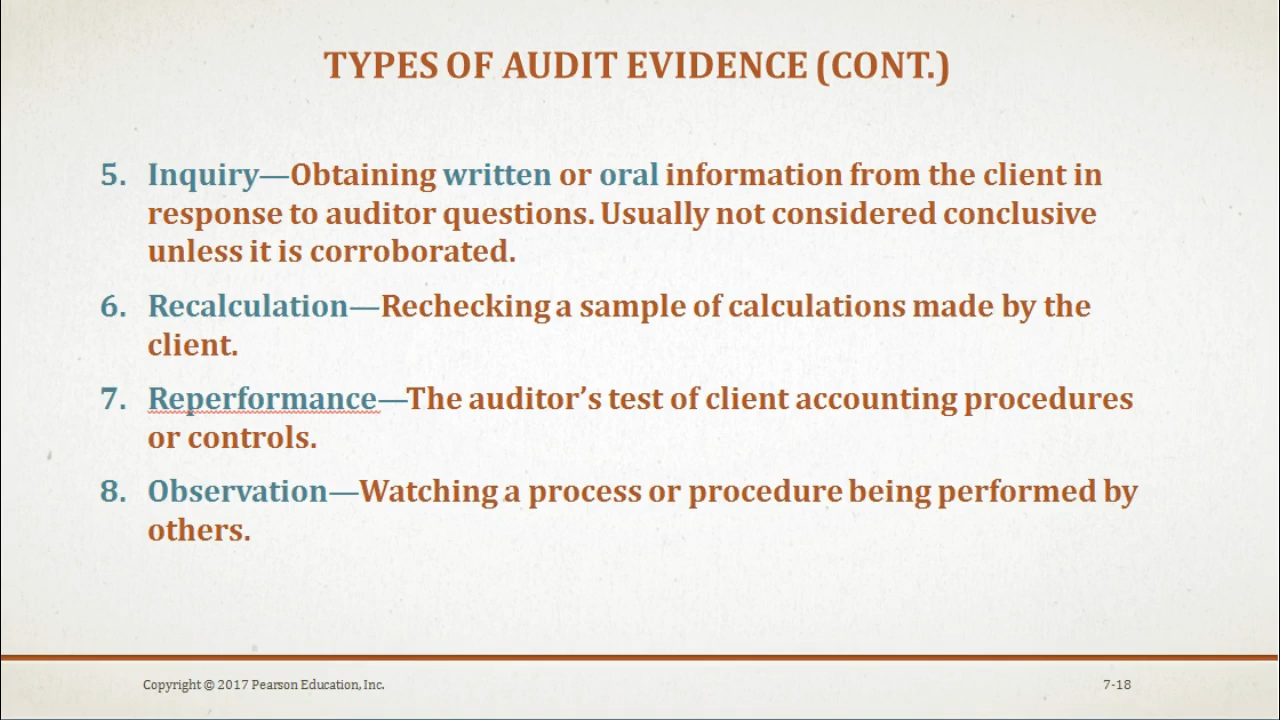 TYPES OF AUDIT EVIDENCE (CONT.)
5. Inquiry—Obtaining written or oral information from the client in
response to auditor questions. Usually not considered conclusive
unless it is corroborated.
6. Recalculation—Rechecking a sample of calculations made by the
client.
7. Reperformance—The auditor’s test of client accounting procedures
or controls.
8. Observation—Watching a process or procedure being performed by
others.
Copyright © 2017 Pearson Education, Inc.
7-18